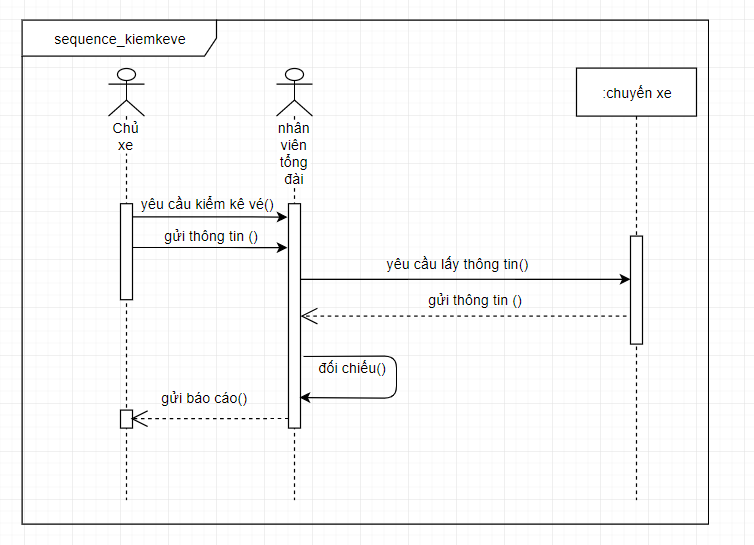 sequence_kiemkeve
:chuyến xe
Chủ
xe
nhân
viên
tổng
đài
yêu cầu kiểm kê vé()
gửi thông tin ()
yêu cầu lấy thông tin()
gửi thông tin ()
đối chiếu()
gửi báo cáo()